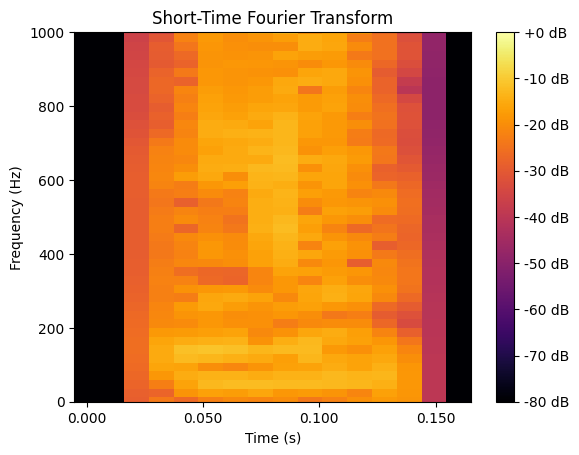 Short-Time Fourier Transform
Frequency (Hz)
1000
800
600
400
200
0
0.000
0.050
0.100
0.150
Time (s)
+0 dB
-10 dB
-20 dB
-30 dB
-40 dB
-50 dB
-60 dB
-70 dB
-80 dB